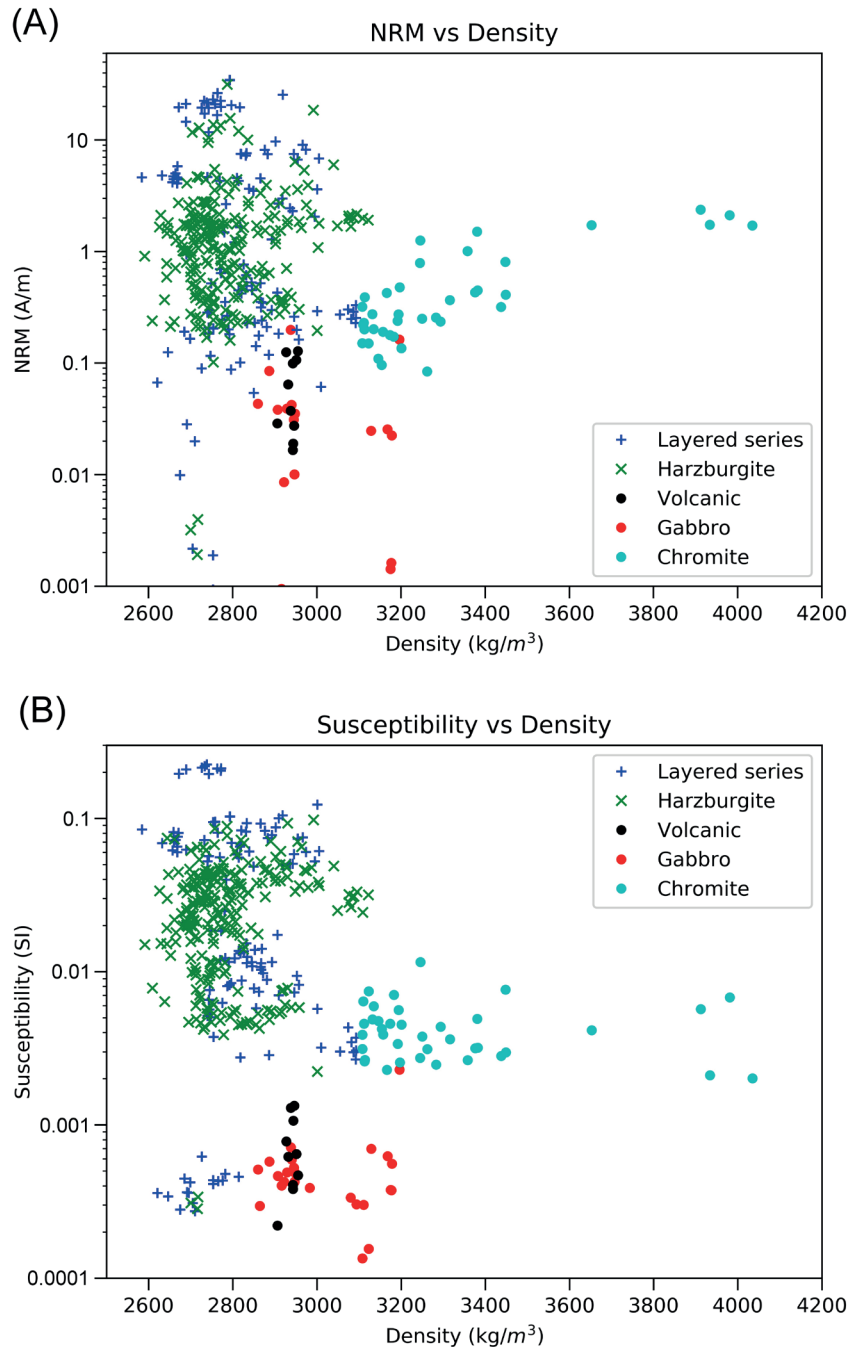 (A)
NRM vs Density
NRM (A/m)
10
1
0.1
0.01
0.001
Layered series
Harzburgite
Volcanic
Gabbro
Chromite
2600 2800 3000 3200 3400 3600 3800 4000 4200
Density (kg/m³)
(B)
Susceptibility vs Density
Susceptibility (SI)
0.1
0.01
0.001
0.0001
Layered series
Harzburgite
Volcanic
Gabbro
Chromite
2600 2800 3000 3200 3400 3600 3800 4000 4200
Density (kg/m³)